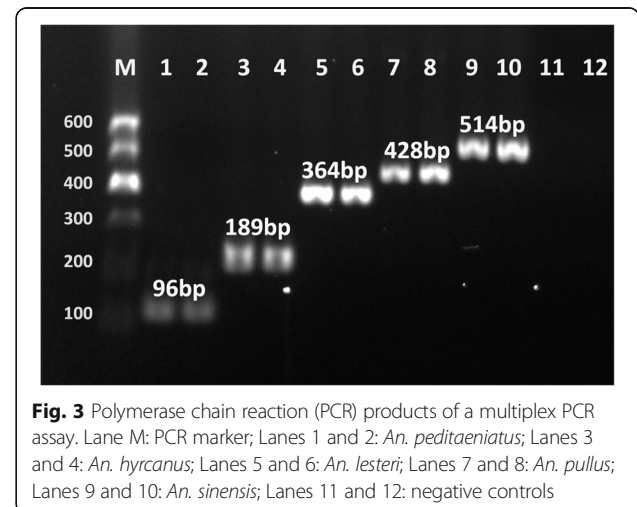 M 1 2 3 4 5 6 7 8 9 10 11 12
600
500 514bp
428bp
400 364bp
300
189bp
200
96bp
100
Fig. 3 Polymerase chain reaction (PCR) products of a multiplex PCR
assay. Lane M: PCR marker; Lanes 1 and 2: An. peditaeniatus; Lanes 3
and 4: An. hyrcanus; Lanes 5 and 6: An. lesteri; Lanes 7 and 8: An. pullus;
Lanes 9 and 10: An. sinensis; Lanes 11 and 12: negative controls